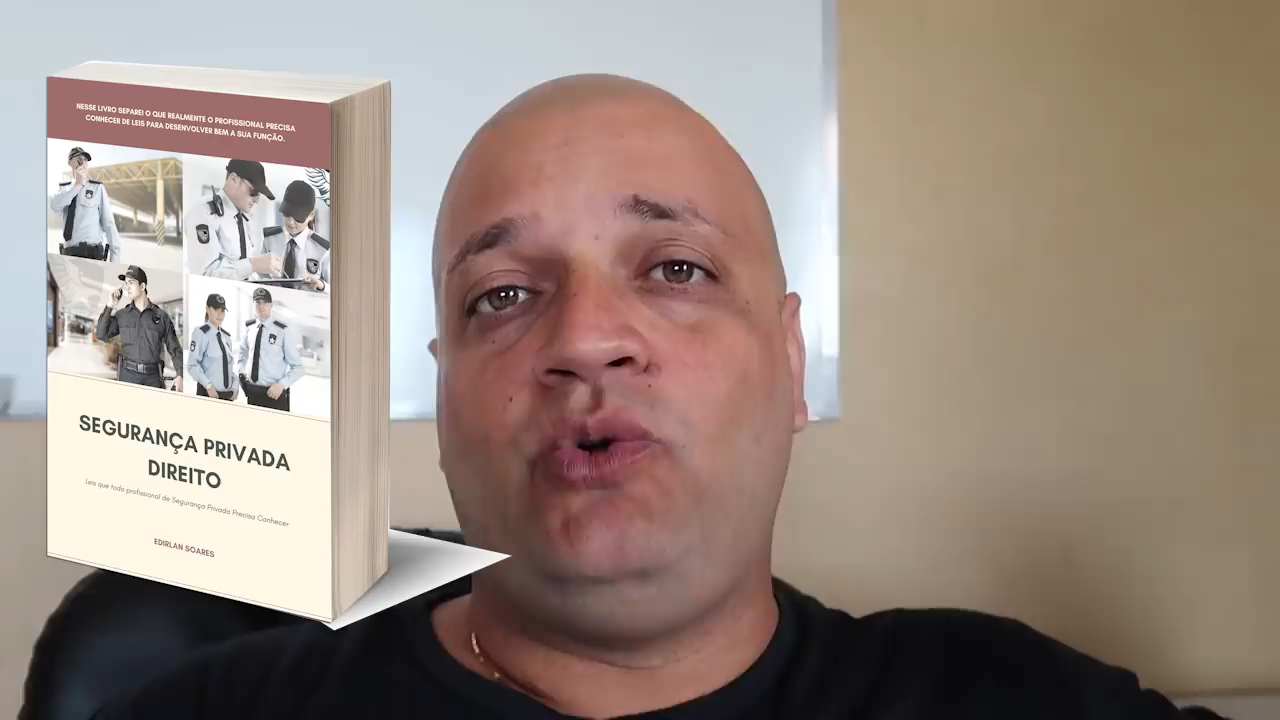 NESSE LIVRO SEPAREI O QUE REALMENTE O PROFISSIONAL PRECISA
CONHECER DE LEIS PARA DESENVOLVER BEM A SUA FUNÇÃO.
SEGURANÇA PRIVADA
DIREITO
Leis que todo profissional de Segurança Privada Precisa Conhecer
EDIRLAN SOARES